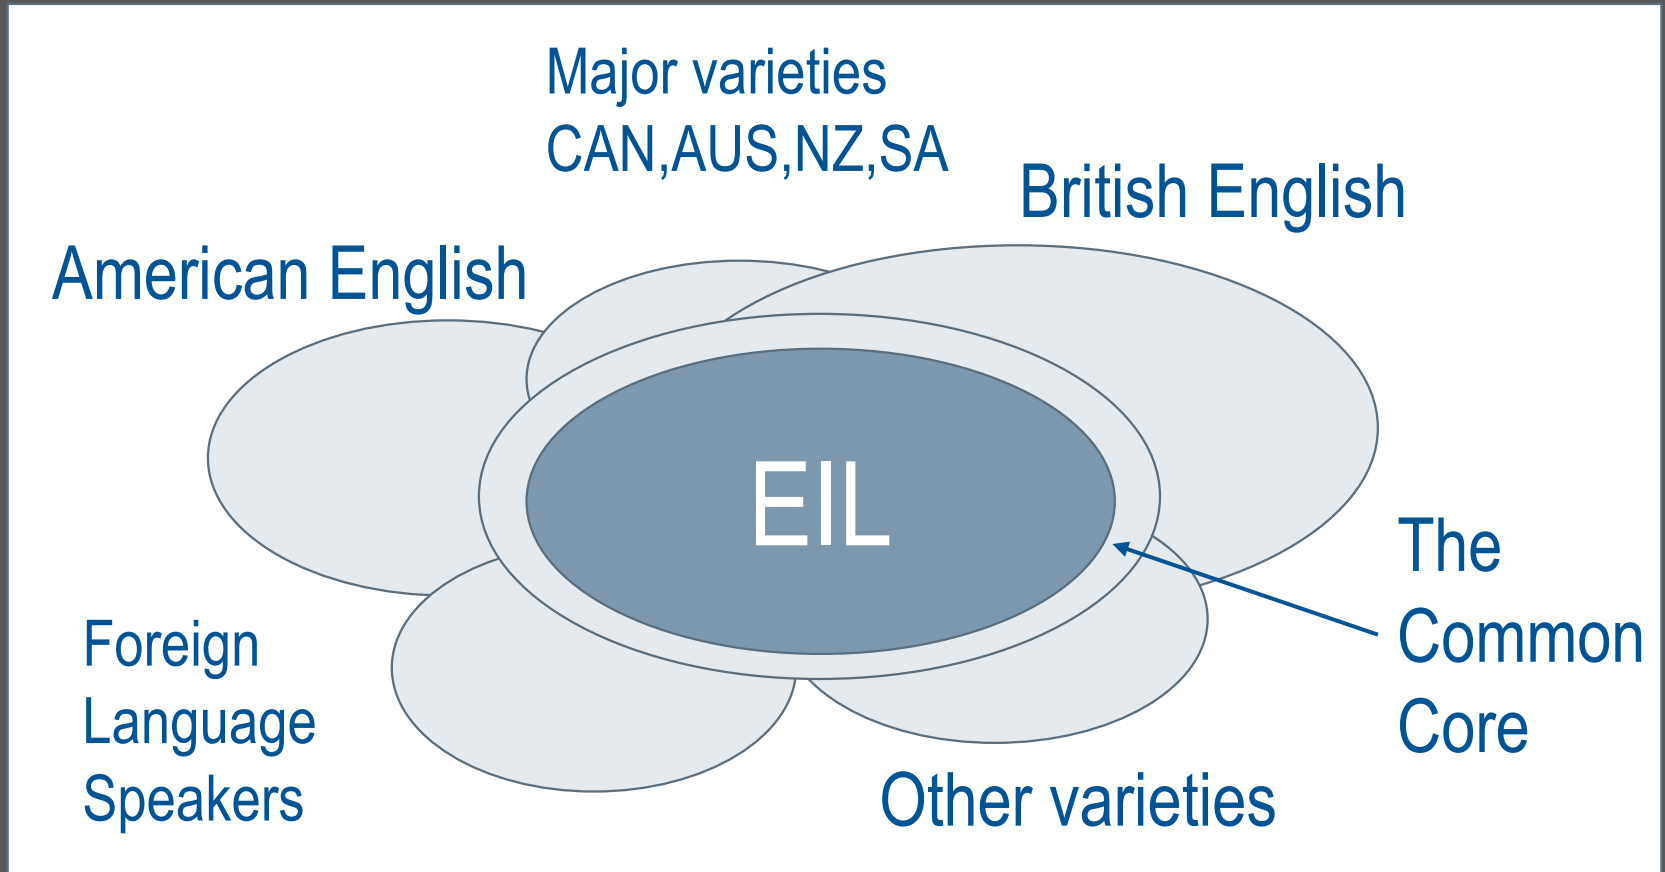 Major varieties
CAN,AUS,NZ,SA
British English
American English
EIL
The
Common
Core
Foreign
Language
Speakers
Other varieties